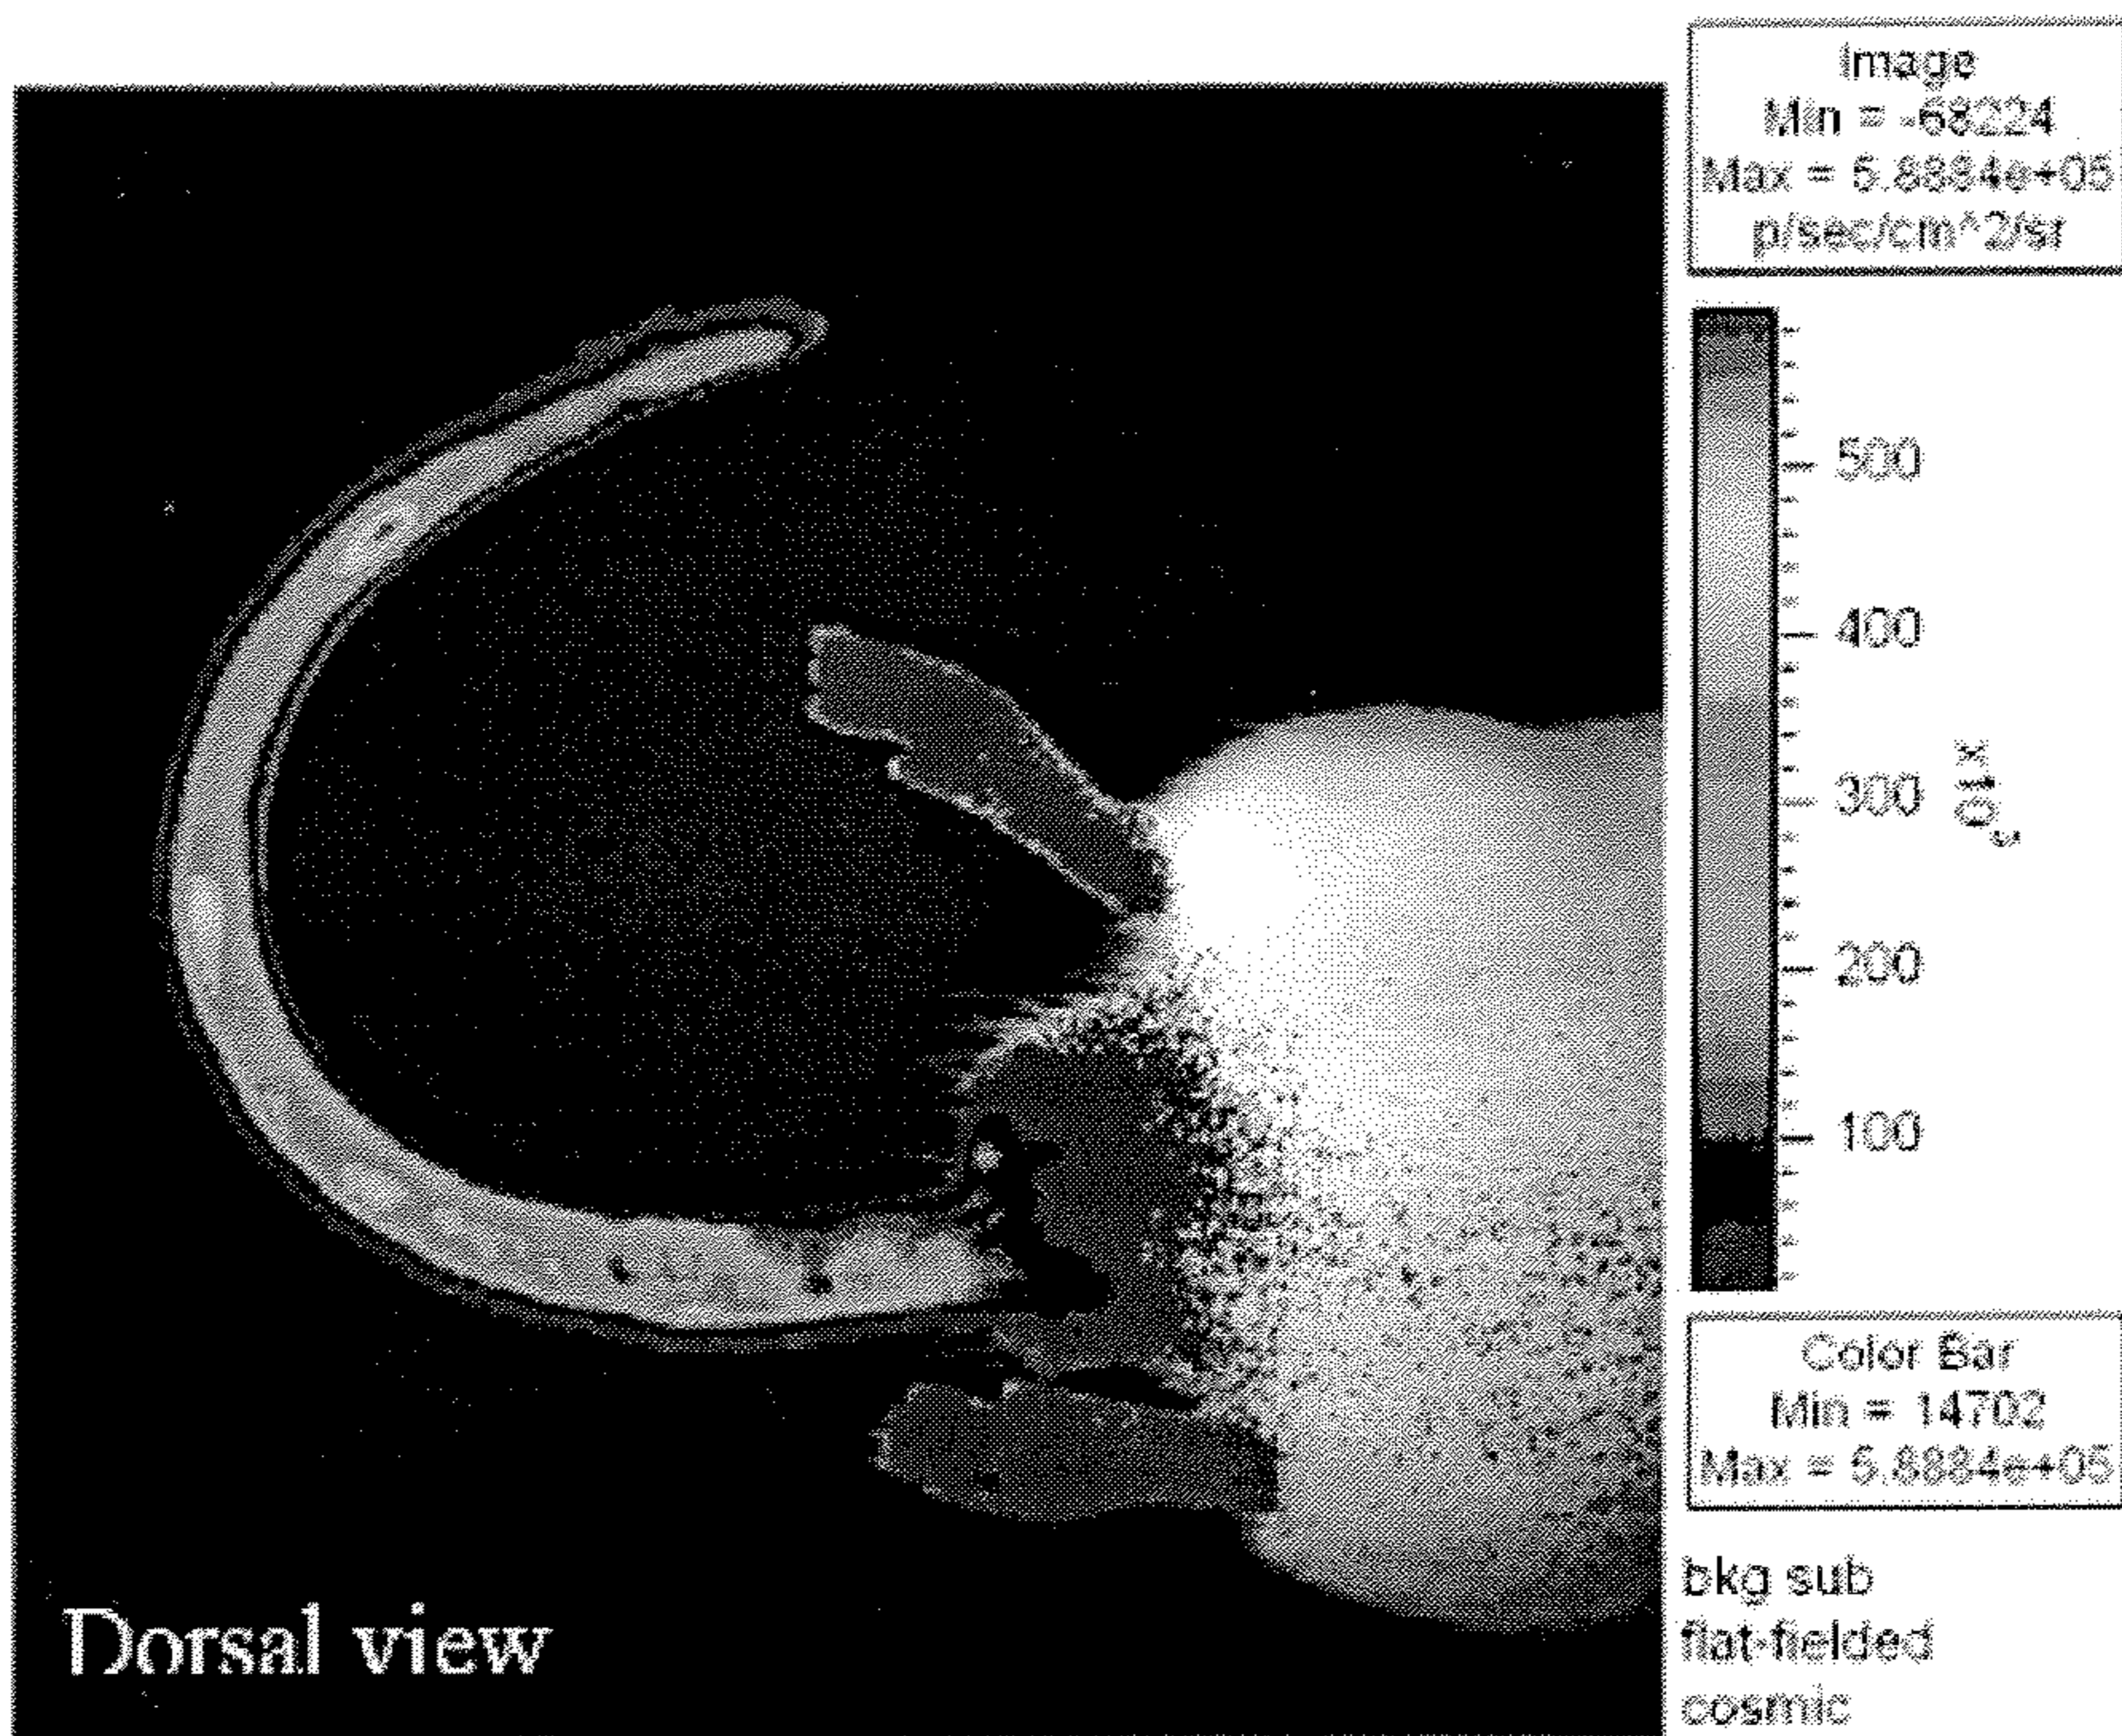 Image
Min = -68224
Max = 5.8884e+05
p/sec/cm^2/sr
500
400
300
200
100
x10³
Color Bar
Min = 14702
Max = 5.8884e+05
bkg sub
flat-fielded
cosmic
Dorsal view